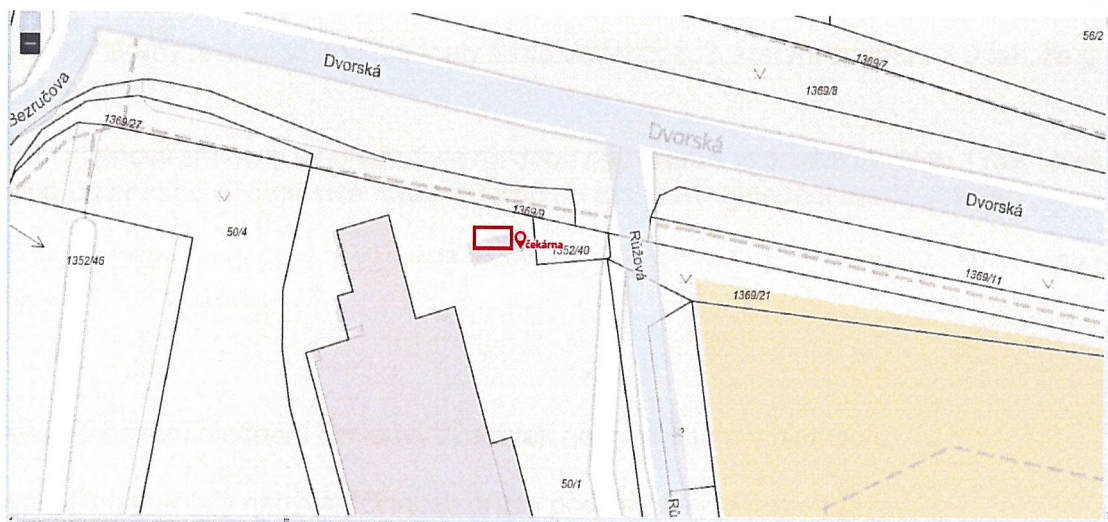 56/2
Dvorská
1369/7
1369/8
Bezručova
1369/27
Dvorská
Dvorská
1369/9
50/4
čekárna
1352/40
Růžová
1352/46
1369/11
1369/21
2
50/1
Rů